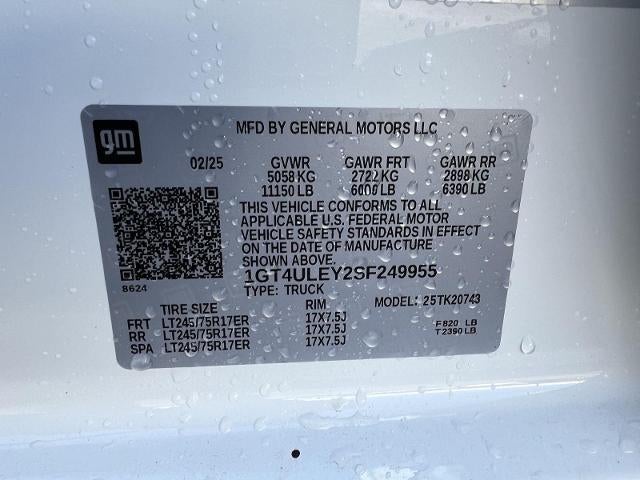 gm
MFD BY GENERAL MOTORS LLC
02/25 GVWR GAWR FRT GAWR RR
5058 KG 2722 KG 2898 KG
11150 LB 6000 LB 6390 LB
THIS VEHICLE CONFORMS TO ALL
APPLICABLE U.S. FEDERAL MOTOR
VEHICLE SAFETY STANDARDS IN EFFECT
ON THE DATE OF MANUFACTURE
SHOWN ABOVE.
1GT4ULEY2SF249955
8624
TYPE: TRUCK MODEL: 25TK20743
TIRE SIZE RIM
FRT LT245/75R17ER 17X7.5J
RR LT245/75R17ER 17X7.5J
SPA LT245/75R17ER 17X7.5J
F820 LB
T2390 LB